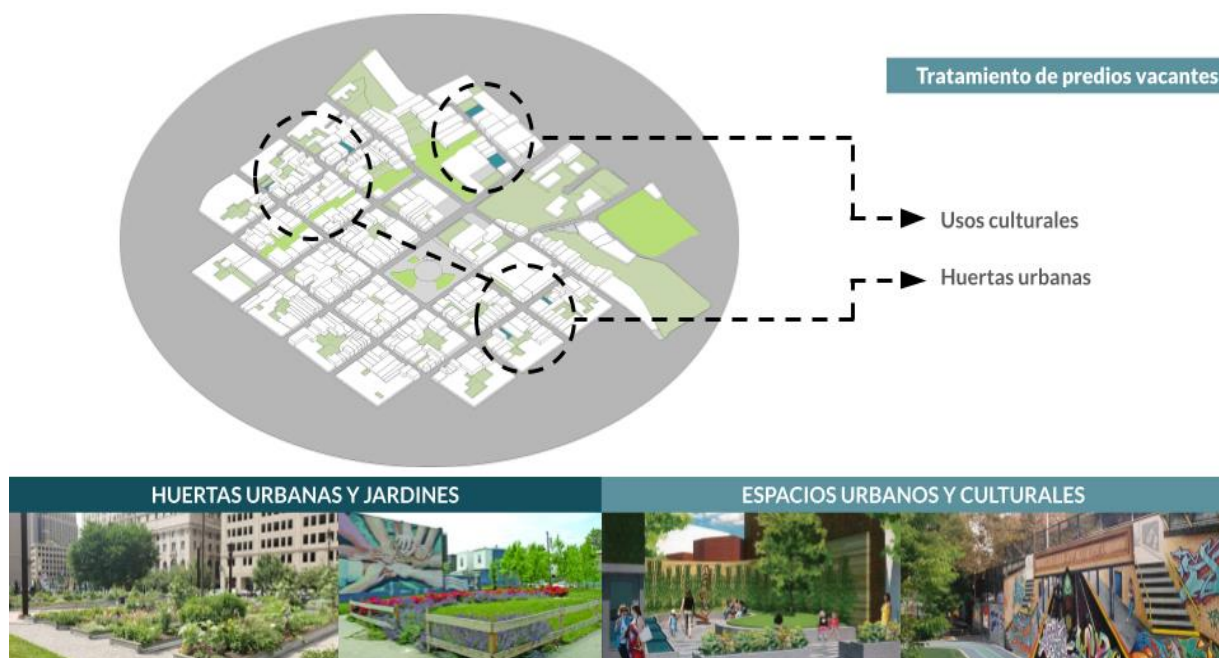 Tratamiento de predios vacantes
Usos culturales
Huertas urbanas
HUERTAS URBANAS Y JARDINES
ESPACIOS URBANOS Y CULTURALES